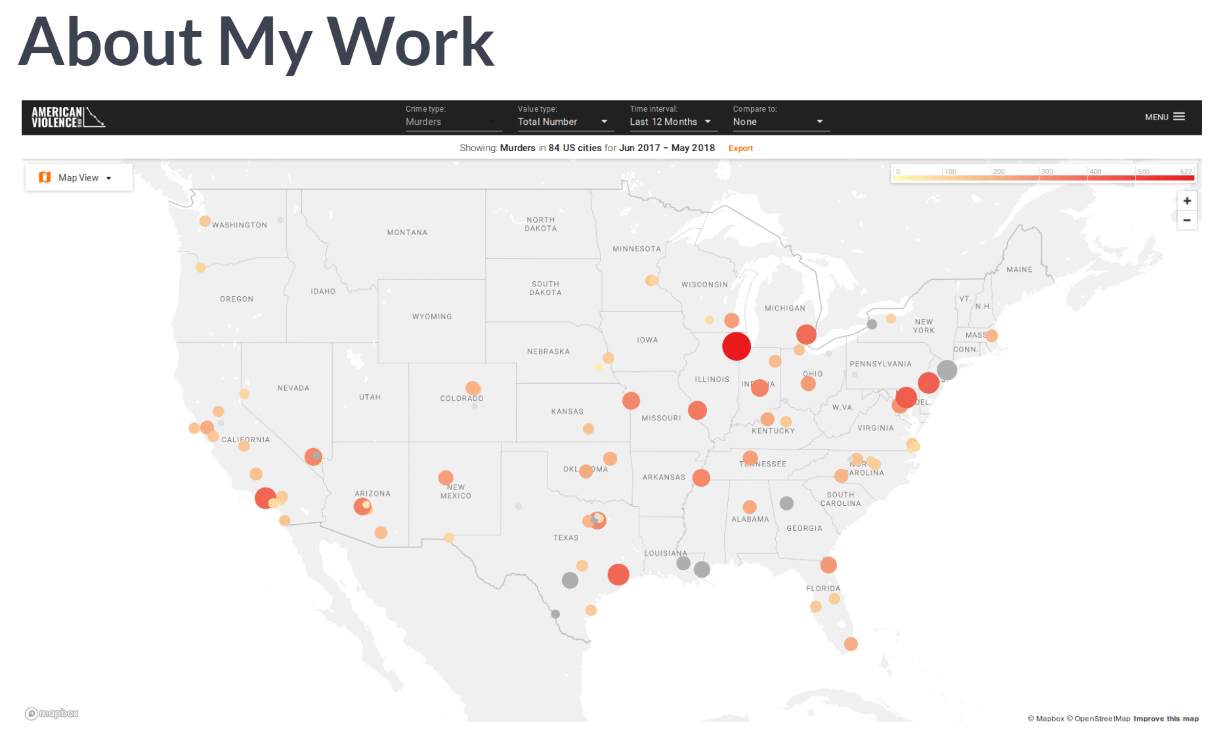 About My Work
AMERICAN
VIOLENCE
Crime type:
Murders
Value type:
Total Number
Time interval:
Last 12 Months
Compare to:
None
MENU
Showing: Murders in 84 US cities for Jun 2017 – May 2018
Export
Map View
0 100 200 300 400 500 622
+
−
WASHINGTON
MONTANA
NORTH
DAKOTA
MINNESOTA
MAINE
OREGON
IDAHO
SOUTH
DAKOTA
WISCONSIN
MICHIGAN
VT.
N.H.
WYOMING
NEW
YORK
MASS
IOWA
CONN.
NEBRASKA
PENNSYLVANIA
NEVADA
UTAH
COLORADO
ILLINOIS
INDIANA
OHIO
DEL.
KANSAS
MISSOURI
W.VA.
KENTUCKY
VIRGINIA
CALIFORNIA
OKLAHOMA
ARKANSAS
TENNESSEE
NORTH
CAROLINA
ARIZONA
NEW
MEXICO
SOUTH
CAROLINA
ALABAMA
GEORGIA
TEXAS
LOUISIANA
FLORIDA
mapbox
© Mapbox © OpenStreetMap Improve this map